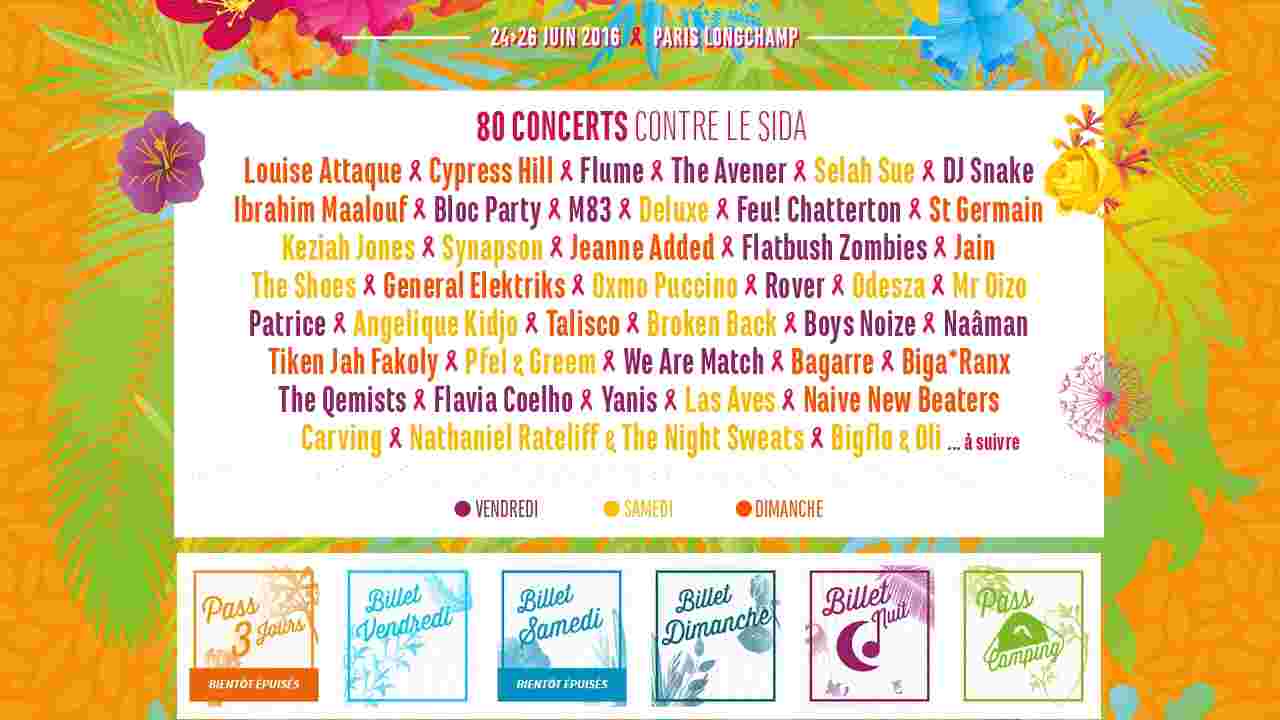 24>26 JUIN 2016 PARIS LONGCHAMP
80 CONCERTS CONTRE LE SIDA
Louise Attaque Cypress Hill Flume The Avener Selah Sue DJ Snake
Ibrahim Maalouf Bloc Party M83 Deluxe Feu! Chatterton St Germain
Keziah Jones Synapson Jeanne Added Flatbush Zombies Jain
The Shoes General Elektriks Oxmo Puccino Rover Odesza Mr Oizo
Patrice Angelique Kidjo Talisco Broken Back Boys Noize Naâman
Tiken Jah Fakoly Pfel & Greem We Are Match Bagarre Biga*Ranx
The Qemists Flavia Coelho Yanis Las Aves Naive New Beaters
Carving Nathaniel Rateliff & The Night Sweats Bigflo & Oli ... à suivre
VENDREDI SAMEDI DIMANCHE
Pass 3 Jours
BIENTÔT ÉPUISÉS
Billet Vendredi
Billet Samedi
BIENTÔT ÉPUISÉS
Billet Dimanche
Billet Nuit
Pass Camping